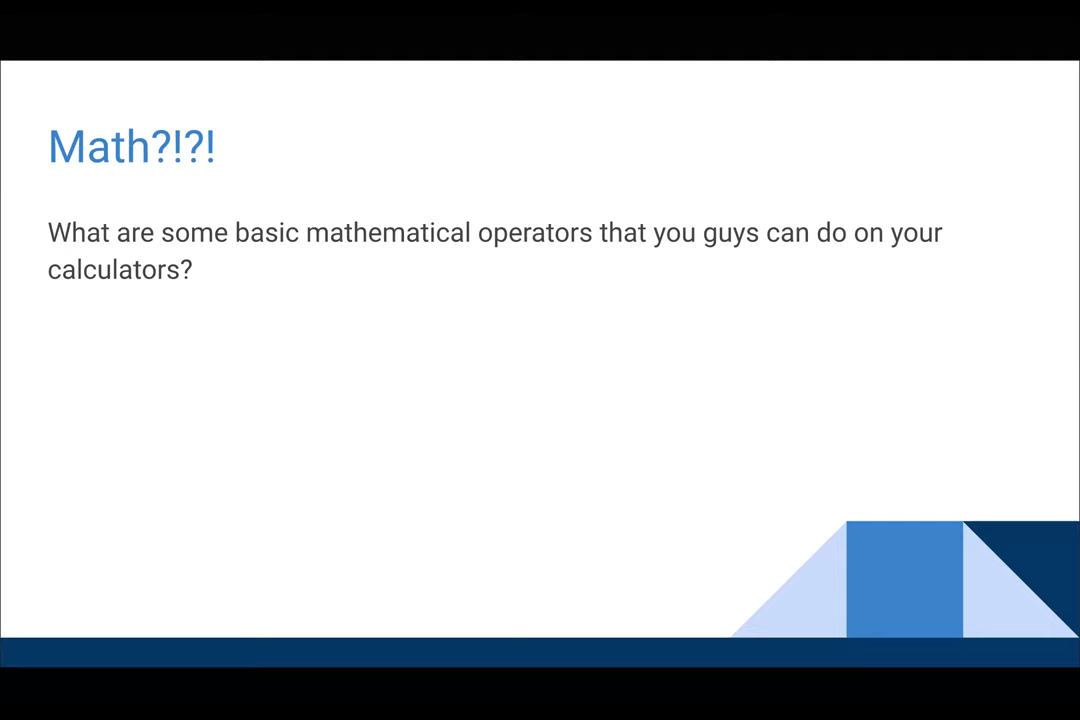 Math?!?!
What are some basic mathematical operators that you guys can do on your
calculators?